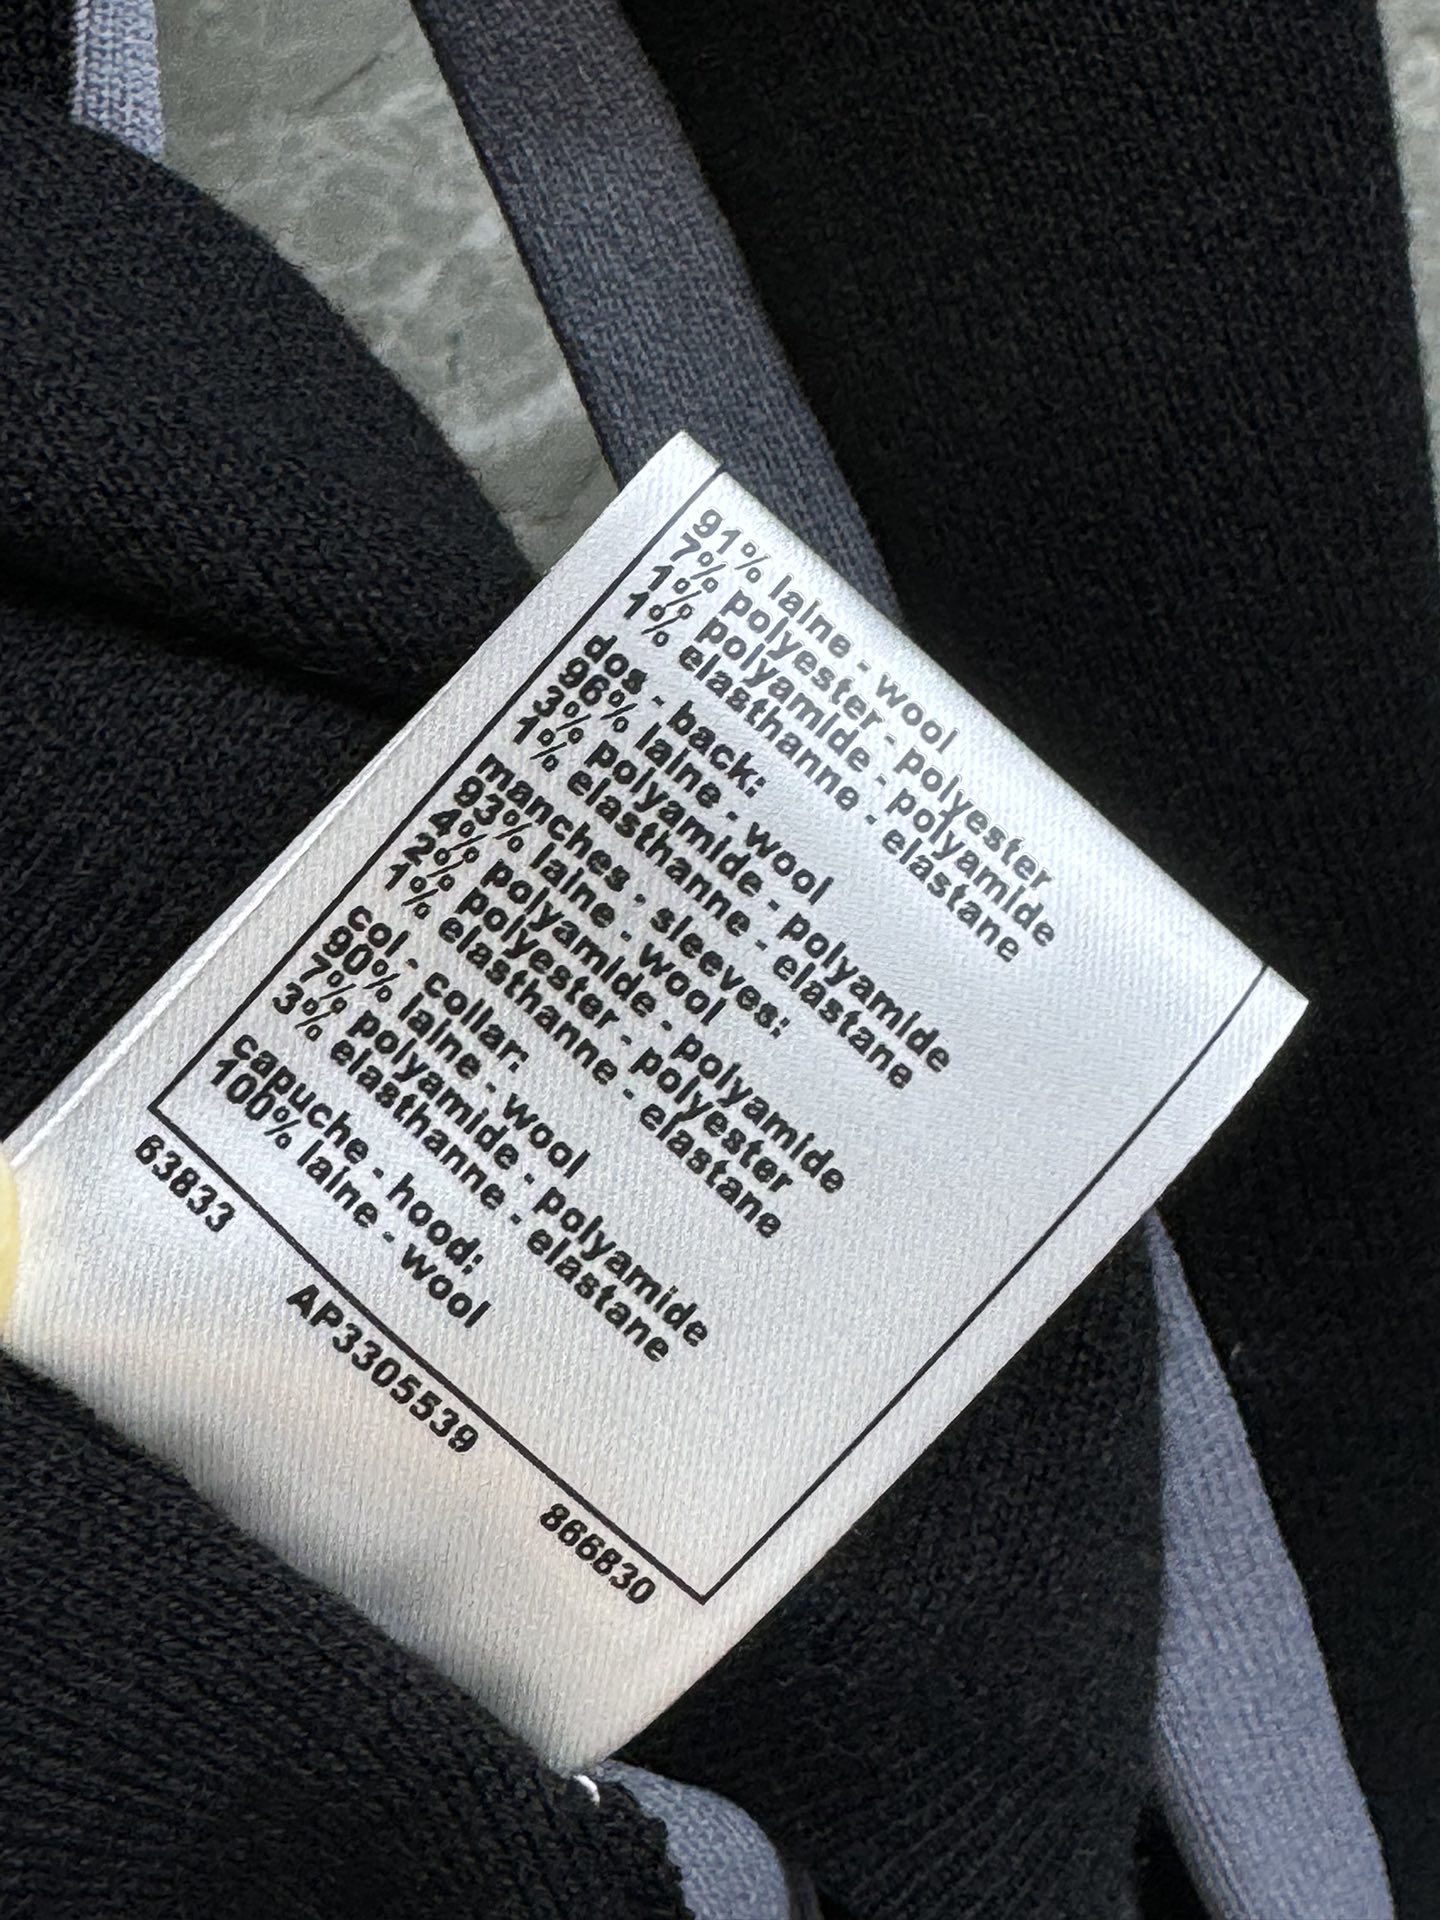 91% laine - wool
7% polyester - polyester
1% polyamide - polyamide
1% elasthanne - elastane
dos - back:
96% laine - wool
3% polyamide - polyamide
1% elasthanne - elastane
manches - sleeves:
93% laine - wool
4% polyamide - polyamide
2% polyester - polyester
1% elasthanne - elastane
col - collar:
90% laine - wool
7% polyamide - polyamide
3% elasthanne - elastane
capuche - hood:
100% laine - wool
63833
AP3305539
866830